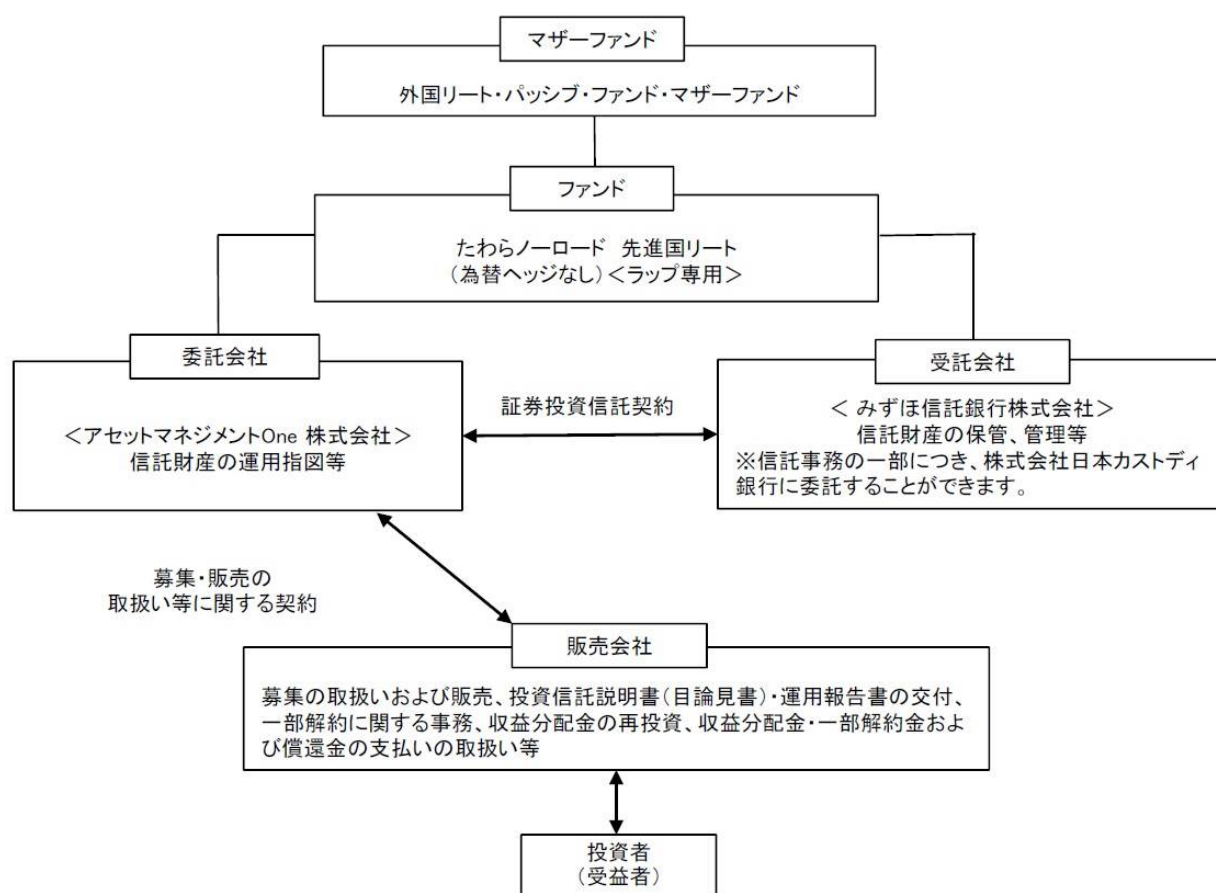 マザーファンド
外国リート・パッシブ・ファンド・マザーファンド
ファンド
たわらノーロード 先進国リート
(為替ヘッジなし)<ラップ専用>
委託会社
<アセットマネジメントOne 株式会社>
信託財産の運用指図等
証券投資信託契約
受託会社
< みずほ信託銀行株式会社>
信託財産の保管、管理等
※信託事務の一部につき、株式会社日本カストディ
銀行に委託することができます。
募集・販売の
取扱い等に関する契約
販売会社
募集の取扱いおよび販売、投資信託説明書(目論見書)・運用報告書の交付、
一部解約に関する事務、収益分配金の再投資、収益分配金・一部解約金およ
び償還金の支払いの取扱い等
投資者
(受益者)